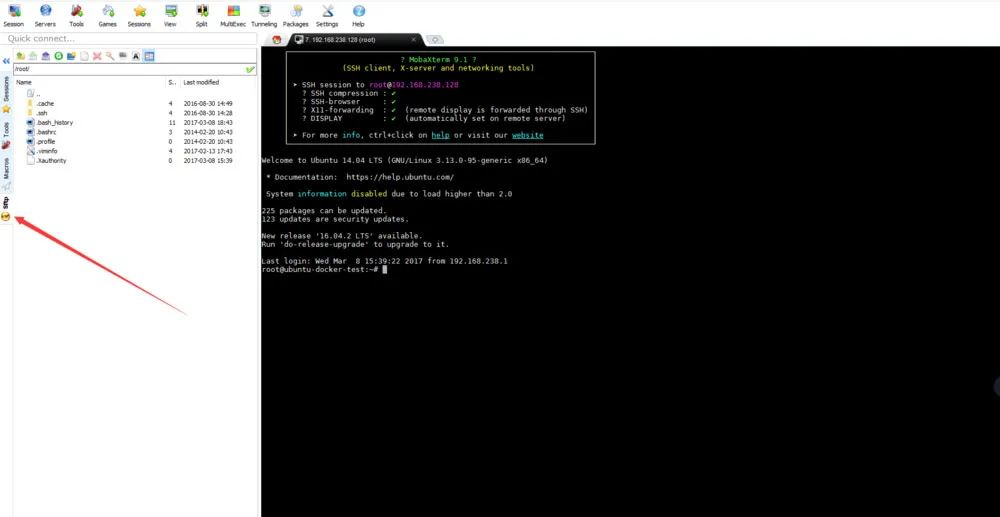 Session Servers Tools Games Sessions View Split MultiExec Tunneling Packages Settings Help
Quick connect...
7. 192.168.238.128 (root)
Sessions
Tools
Macros
Sftp
/root/
Name S.. Last modified
..
.cache 4 2016-08-30 14:49
.ssh 4 2016-08-30 14:28
.bash_history 11 2017-03-08 18:43
.bashrc 3 2014-02-20 10:43
.profile 0 2014-02-20 10:43
.viminfo 4 2017-02-13 17:43
.Xauthority 0 2017-03-08 15:39
? MobaXterm 9.1 ?
(SSH client, X-server and networking tools)
➤ SSH session to root@192.168.238.128
? SSH compression : ✔
? SSH-browser : ✔
? X11-forwarding : ✔ (remote display is forwarded through SSH)
? DISPLAY : ✔ (automatically set on remote server)
➤ For more info, ctrl+click on help or visit our website
Welcome to Ubuntu 14.04 LTS (GNU/Linux 3.13.0-95-generic x86_64)
* Documentation: https://help.ubuntu.com/
System information disabled due to load higher than 2.0
225 packages can be updated.
123 updates are security updates.
New release '16.04.2 LTS' available.
Run 'do-release-upgrade' to upgrade to it.
Last login: Wed Mar 8 15:39:22 2017 from 192.168.238.1
root@ubuntu-docker-test:~#